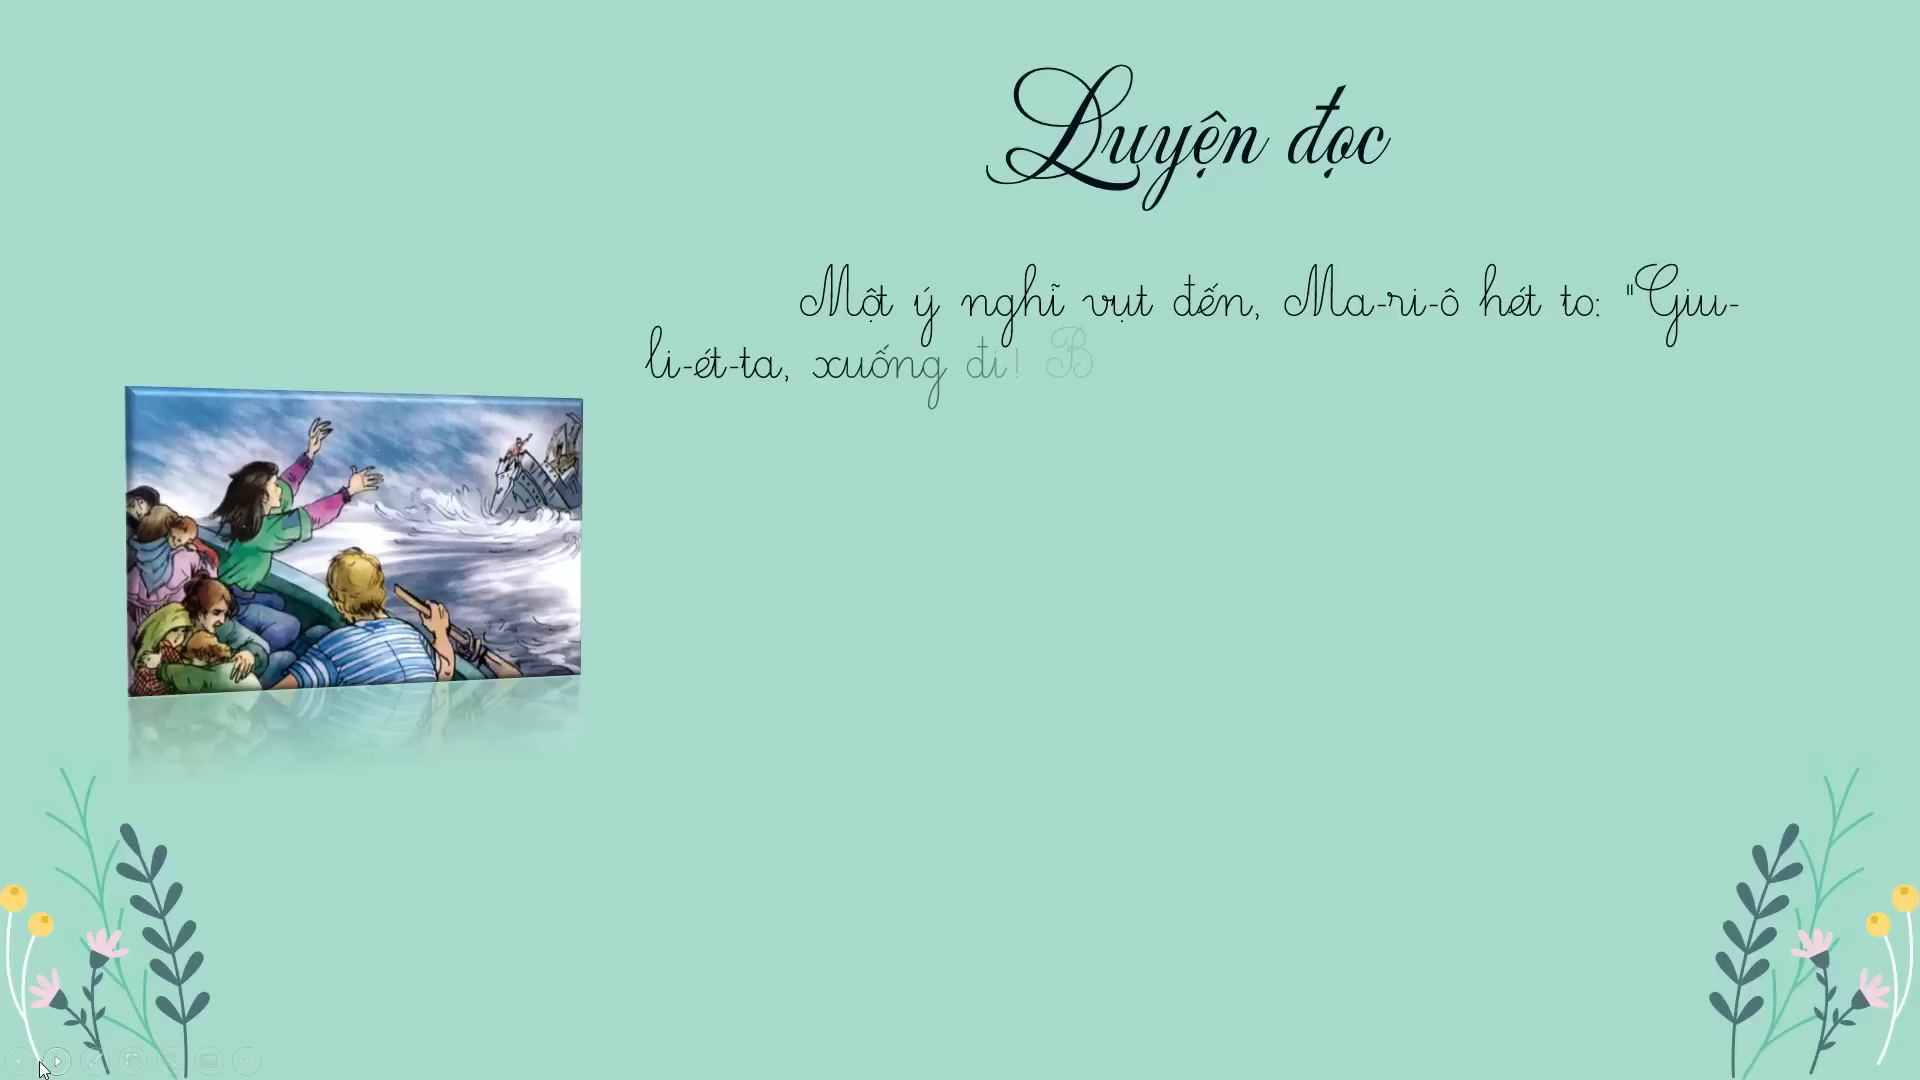 Luyện đọc
Một ý nghĩ vụt đến, Ma-ri-ô hét to: "Giu-
li-ét-ta, xuống đi! B